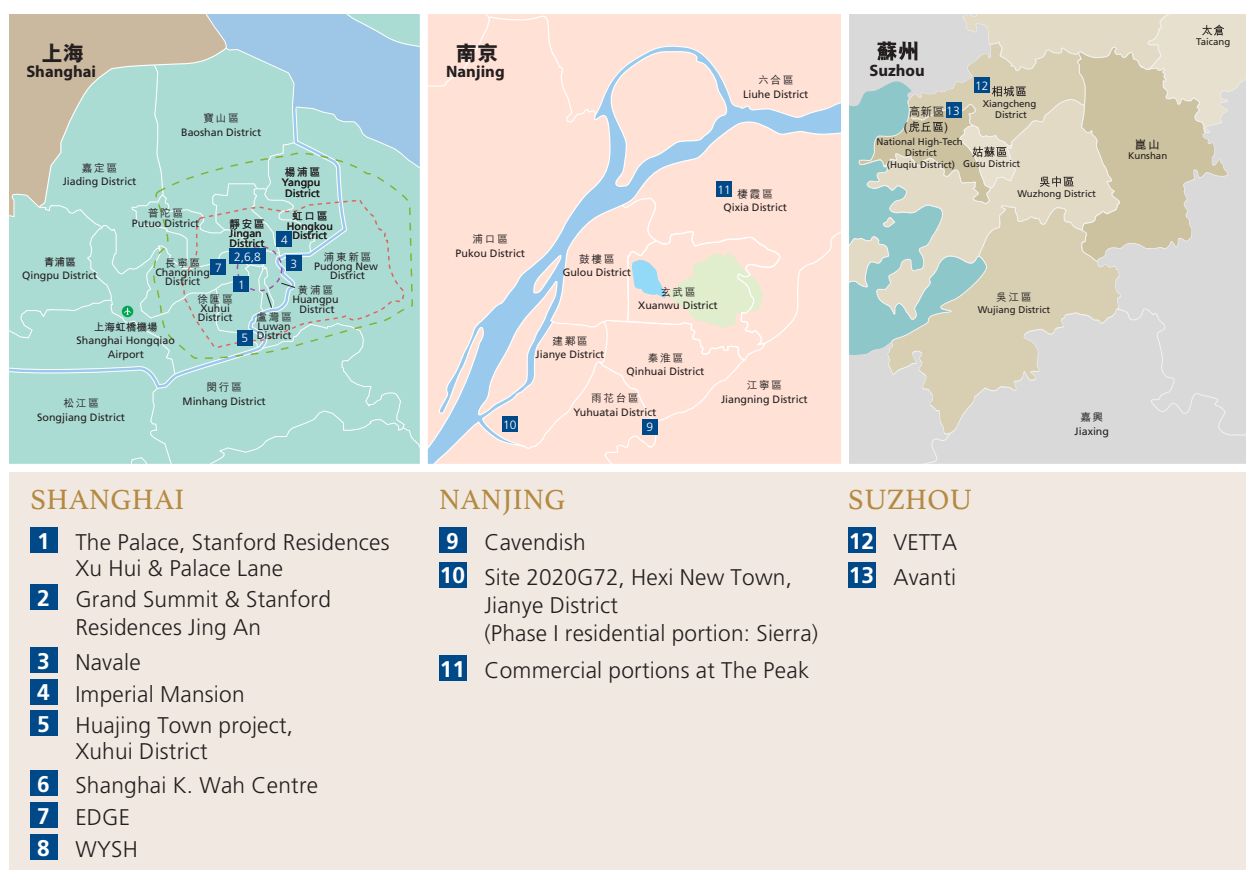 上海
Shanghai
寶山區
Baoshan District
嘉定區
Jiading District
楊浦區
Yangpu
District
普陀區
Putuo District
靜安區
Jingan
District
虹口區
Hongkou
District
4
2,6,8
3
7
1
長寧區
Changning
District
浦東新區
Pudong New
District
青浦區
Qingpu District
徐匯區
Xuhui
District
黄浦區
Huangpu
District
盧灣區
Luwan
District
5
上海虹橋機場
Shanghai Hongqiao
Airport
閔行區
Minhang District
松江區
Songjiang District
南京
Nanjing
六合區
Liuhe District
11
棲霞區
Qixia District
浦口區
Pukou District
鼓樓區
Gulou District
玄武區
Xuanwu District
建鄴區
Jianye District
秦淮區
Qinhuai District
江寧區
Jiangning District
雨花台區
Yuhuatai District
10
9
蘇州
Suzhou
太倉
Taicang
12
相城區
Xiangcheng
District
13
高新區
(虎丘區)
National High-Tech
District
(Huqiu District)
姑蘇區
Gusu District
崑山
Kunshan
吳中區
Wuzhong District
吳江區
Wujiang District
嘉興
Jiaxing
SHANGHAI
1 The Palace, Stanford Residences
Xu Hui & Palace Lane
2 Grand Summit & Stanford
Residences Jing An
3 Navale
4 Imperial Mansion
5 Huajing Town project,
Xuhui District
6 Shanghai K. Wah Centre
7 EDGE
8 WYSH
NANJING
9 Cavendish
10 Site 2020G72, Hexi New Town,
Jianye District
(Phase I residential portion: Sierra)
11 Commercial portions at The Peak
SUZHOU
12 VETTA
13 Avanti